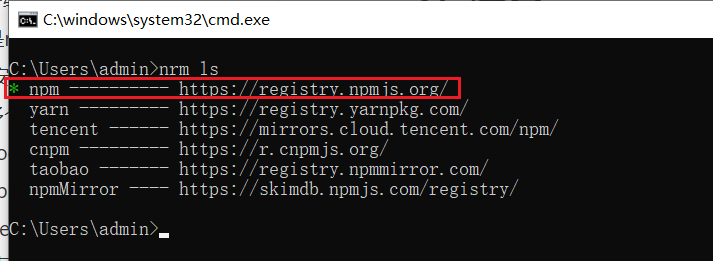 C:\windows\system32\cmd.exe
C:\Users\admin>nrm ls
* npm ---------- https://registry.npmjs.org/
yarn --------- https://registry.yarnpkg.com/
tencent ------ https://mirrors.cloud.tencent.com/npm/
cnpm --------- https://r.cnpmjs.org/
taobao ------- https://registry.npmmirror.com/
npmMirror ---- https://skimdb.npmjs.com/registry/
C:\Users\admin>